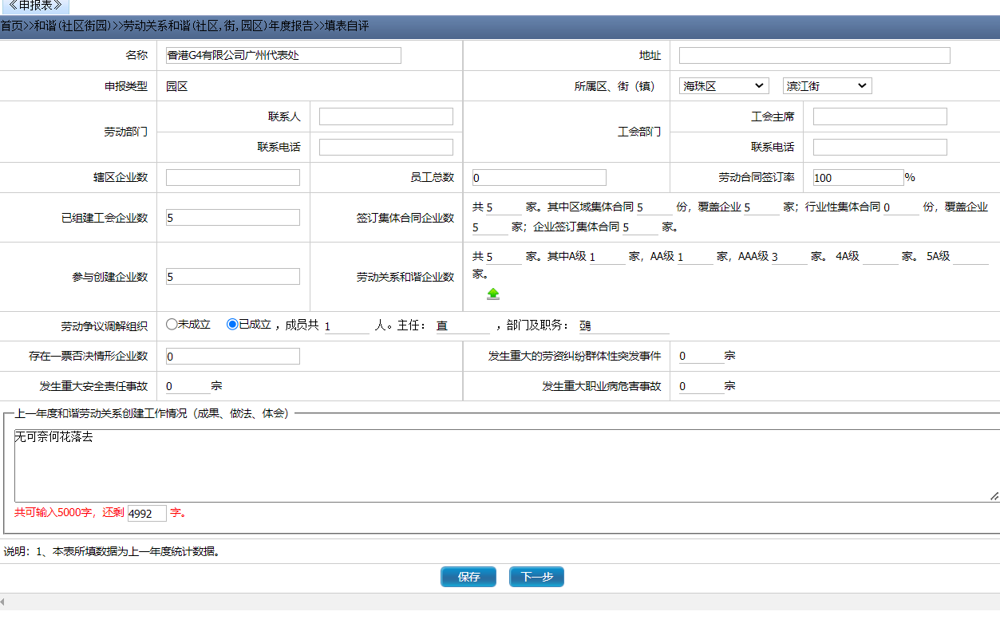 《申报表》
首页>>和谐(社区街园)>>劳动关系和谐(社区,街,园区)年度报告>>填表自评
名称 香港G4有限公司广州代表处 地址
申报类型 园区 所属区、街（镇） 海珠区 滨江街
劳动部门 联系人 工会部门 工会主席
联系电话 联系电话
辖区企业数 员工总数 0 劳动合同签订率 100 %
已组建工会企业数 5 签订集体合同企业数 共 5 家。其中区域集体合同 5 份，覆盖企业 5 家；行业性集体合同 0 份，覆盖企业
5 家；企业签订集体合同 5 家。
参与创建企业数 5 劳动关系和谐企业数 共 5 家。其中A级 1 家，AA级 1 家，AAA级 3 家。 4A级 家。 5A级
家。
劳动争议调解组织 未成立 已成立 ，成员共 1 人。主任： 直 ，部门及职务：
存在一票否决情形企业数 0 发生重大的劳资纠纷群体性突发事件 0 宗
发生重大安全责任事故 0 宗 发生重大职业病危害事故 0 宗
上一年度和谐劳动关系创建工作情况（成果、做法、体会）
无可奈何花落去
共可输入5000字，还剩 4992 字。
说明：1、本表所填数据为上一年度统计数据。
保存 下一步